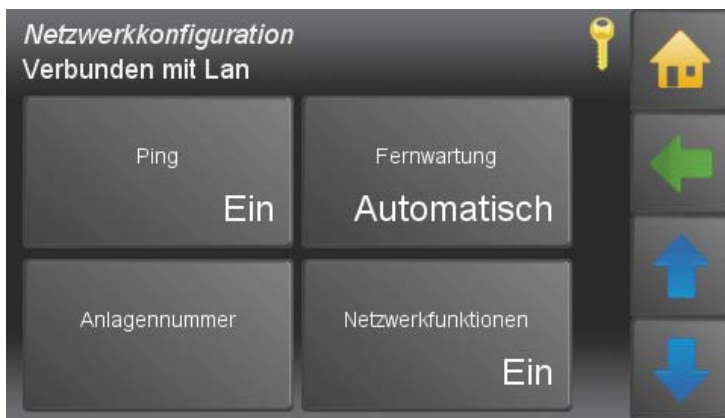 Netzwerkkonfiguration
Verbunden mit Lan
Ping
Ein
Fernwartung
Automatisch
Anlagennummer
Netzwerkfunktionen
Ein